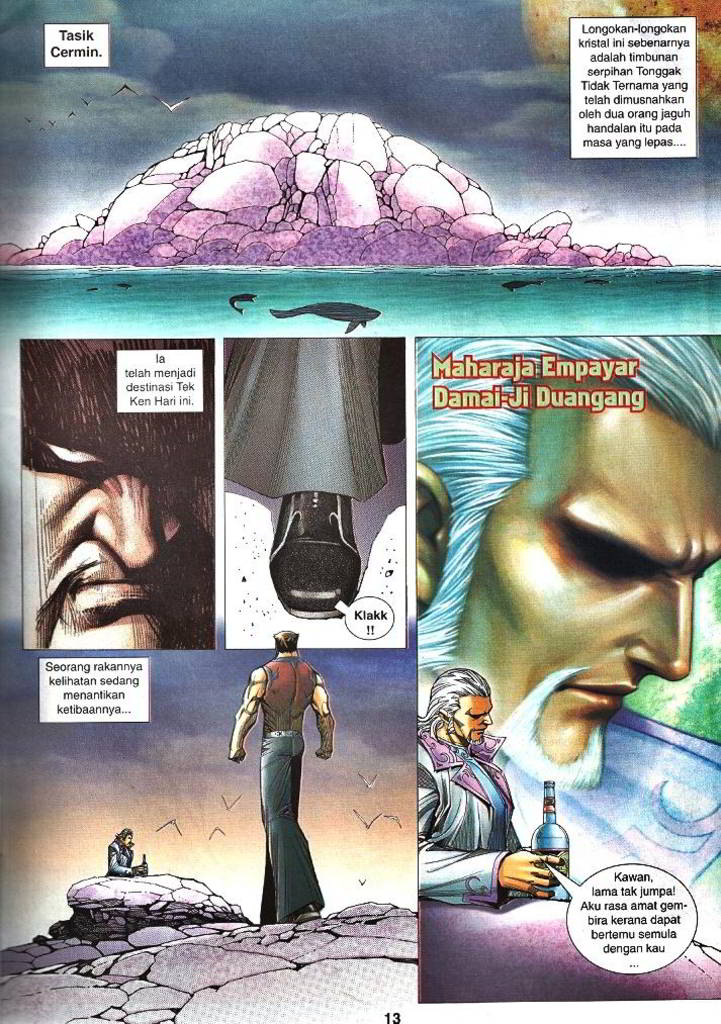 Tasik
Cermin.
Longokan-longokan
kristal ini sebenarnya
adalah timbunan
serpihan Tonggak
Tidak Ternama yang
telah dimusnahkan
oleh dua orang jaguh
handalan itu pada
masa yang lepas....
Ia
telah menjadi
destinasi Tek
Ken Hari ini.
Klakk
!!
Maharaja Empayar
Damai-Ji Duangang
Seorang rakannya
kelihatan sedang
menantikan
ketibaannya...
Kawan,
lama tak jumpa!
Aku rasa amat gem-
bira kerana dapat
bertemu semula
dengan kau
...
13